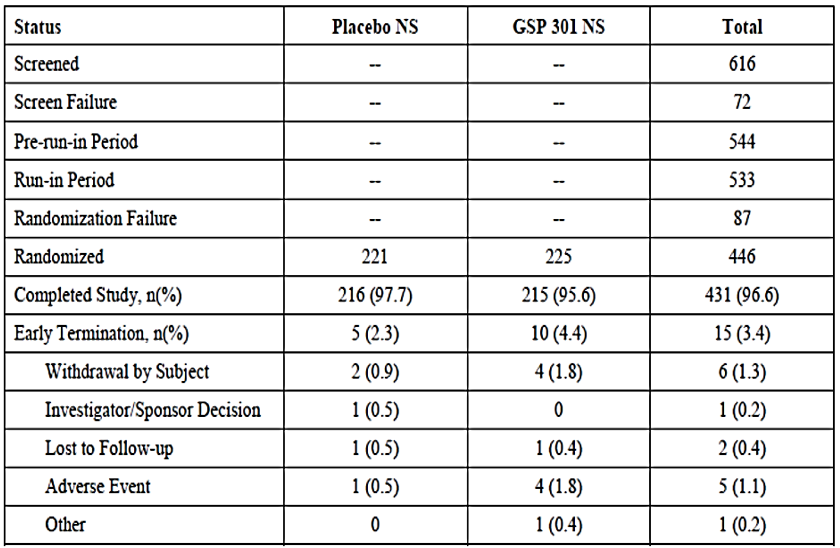 Status Placebo NS GSP 301 NS Total
Screened -- -- 616
Screen Failure -- -- 72
Pre-run-in Period -- -- 544
Run-in Period -- -- 533
Randomization Failure -- -- 87
Randomized 221 225 446
Completed Study, n(%) 216 (97.7) 215 (95.6) 431 (96.6)
Early Termination, n(%) 5 (2.3) 10 (4.4) 15 (3.4)
Withdrawal by Subject 2 (0.9) 4 (1.8) 6 (1.3)
Investigator/Sponsor Decision 1 (0.5) 0 1 (0.2)
Lost to Follow-up 1 (0.5) 1 (0.4) 2 (0.4)
Adverse Event 1 (0.5) 4 (1.8) 5 (1.1)
Other 0 1 (0.4) 1 (0.2)